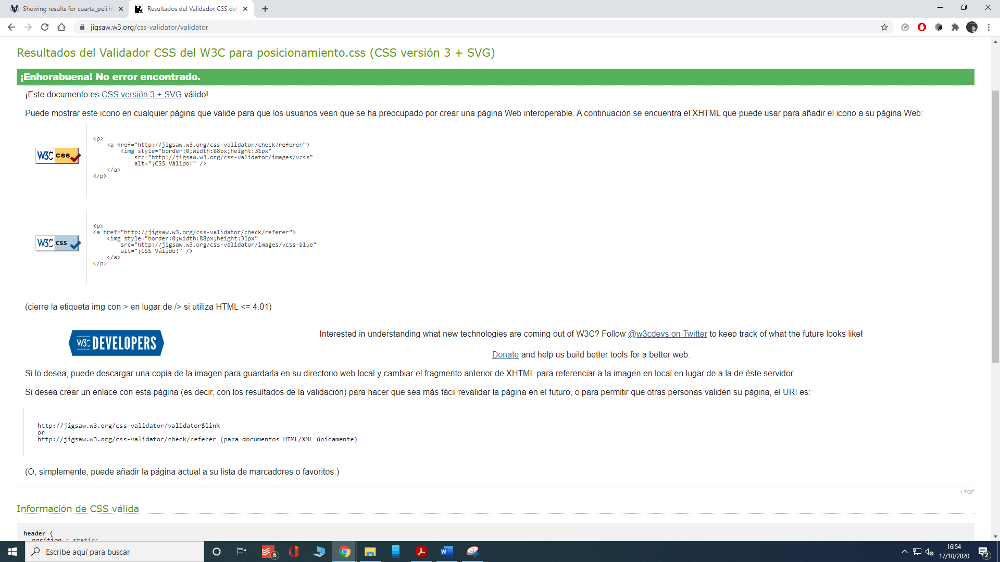 Showing results for cuarta_peli.ht
Resultados del Validador CSS del
jigsaw.w3.org/css-validator/validator
Resultados del Validador CSS del W3C para posicionamiento.css (CSS versión 3 + SVG)
¡Enhorabuena! No error encontrado.
¡Este documento es CSS versión 3 + SVG válido!
Puede mostrar este icono en cualquier página que valide para que los usuarios vean que se ha preocupado por crear una página Web interoperable. A continuación se encuentra el XHTML que puede usar para añadir el icono a su página Web:
W3C css
<p>
<a href="http://jigsaw.w3.org/css-validator/check/referer">
<img style="border:0;width:88px;height:31px"
src="http://jigsaw.w3.org/css-validator/images/vcss"
alt="¡CSS Válido!" />
</a>
</p>
W3C css
<p>
<a href="http://jigsaw.w3.org/css-validator/check/referer">
<img style="border:0;width:88px;height:31px"
src="http://jigsaw.w3.org/css-validator/images/vcss-blue"
alt="¡CSS Válido!" />
</a>
</p>
(cierre la etiqueta img con > en lugar de /> si utiliza HTML <= 4.01)
W3C DEVELOPERS
Interested in understanding what new technologies are coming out of W3C? Follow @w3cdevs on Twitter to keep track of what the future looks like!
Donate and help us build better tools for a better web.
Si lo desea, puede descargar una copia de la imagen para guardarla en su directorio web local y cambiar el fragmento anterior de XHTML para referenciar a la imagen en local en lugar de a la de éste servidor.
Si desea crear un enlace con esta página (es decir, con los resultados de la validación) para hacer que sea más fácil revalidar la página en el futuro, o para permitir que otras personas validen su página, el URI es:
http://jigsaw.w3.org/css-validator/validator$link
or
http://jigsaw.w3.org/css-validator/check/referer (para documentos HTML/XML únicamente)
(O, simplemente, puede añadir la página actual a su lista de marcadores o favoritos.)
↑ TOP
Información de CSS válida
header {
position : static;
Escribe aquí para buscar
6
16:54
17/10/2020
2